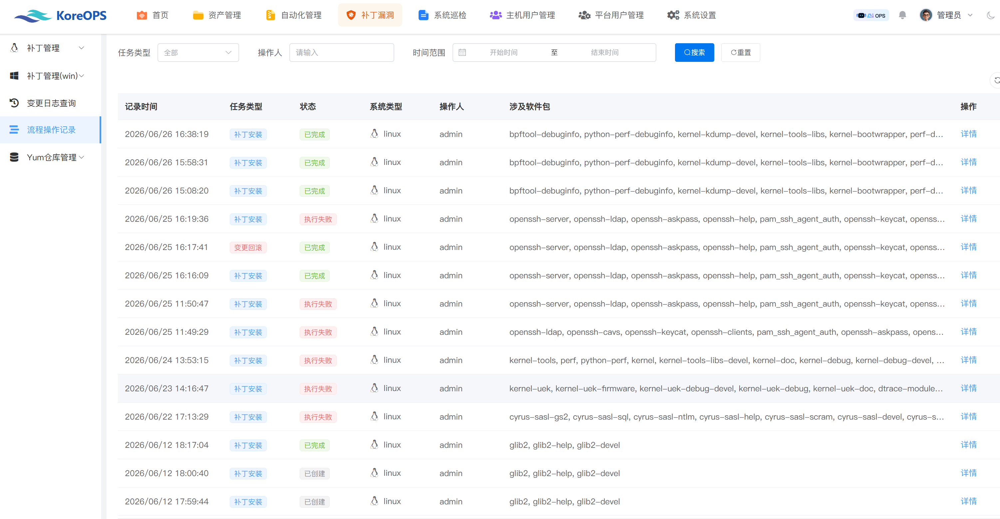 KoreOPS 首页 资产管理 自动化管理 补丁漏洞 系统巡检 主机用户管理 平台用户管理 系统设置 Ai OPS 管理员
补丁管理
补丁管理(win)
变更日志查询
流程操作记录
Yum仓库管理
任务类型 全部 操作人 请输入 时间范围 开始时间 至 结束时间 搜索 重置
记录时间 任务类型 状态 系统类型 操作人 涉及软件包 操作
2026/06/26 16:38:19 补丁安装 已完成 linux admin bpftool-debuginfo, python-perf-debuginfo, kernel-kdump-devel, kernel-tools-libs, kernel-bootwrapper, perf-d... 详情
2026/06/26 15:58:31 补丁安装 已完成 linux admin bpftool-debuginfo, python-perf-debuginfo, kernel-kdump-devel, kernel-tools-libs, kernel-bootwrapper, perf-d... 详情
2026/06/26 15:08:20 补丁安装 已完成 linux admin bpftool-debuginfo, python-perf-debuginfo, kernel-kdump-devel, kernel-tools-libs, kernel-bootwrapper, perf-d... 详情
2026/06/25 16:19:36 补丁安装 执行失败 linux admin openssh-server, openssh-ldap, openssh-askpass, openssh-help, pam_ssh_agent_auth, openssh-keycat, openss... 详情
2026/06/25 16:17:41 变更回滚 已完成 linux admin openssh-server, openssh-ldap, openssh-askpass, openssh-help, pam_ssh_agent_auth, openssh-keycat, openss... 详情
2026/06/25 16:16:09 补丁安装 已完成 linux admin openssh-server, openssh-ldap, openssh-askpass, openssh-help, pam_ssh_agent_auth, openssh-keycat, openss... 详情
2026/06/25 11:50:47 补丁安装 执行失败 linux admin openssh-server, openssh-ldap, openssh-askpass, openssh-help, pam_ssh_agent_auth, openssh-keycat, openss... 详情
2026/06/25 11:49:29 补丁安装 执行失败 linux admin openssh-ldap, openssh-cavs, openssh-keycat, openssh-clients, pam_ssh_agent_auth, openssh-askpass, opens... 详情
2026/06/24 13:53:15 补丁安装 执行失败 linux admin kernel-tools, perf, python-perf, kernel, kernel-tools-libs-devel, kernel-doc, kernel-debug, kernel-debug-devel, ... 详情
2026/06/23 14:16:47 补丁安装 执行失败 linux admin kernel-uek, kernel-uek-firmware, kernel-uek-debug-devel, kernel-uek-debug, kernel-uek-doc, dtrace-module... 详情
2026/06/22 17:13:29 补丁安装 执行失败 linux admin cyrus-sasl-gs2, cyrus-sasl-sql, cyrus-sasl-ntlm, cyrus-sasl-help, cyrus-sasl-scram, cyrus-sasl-devel, cyrus-s... 详情
2026/06/12 18:17:04 补丁安装 已完成 linux admin glib2, glib2-help, glib2-devel 详情
2026/06/12 18:00:40 补丁安装 已创建 linux admin glib2, glib2-help, glib2-devel 详情
2026/06/12 17:59:44 补丁安装 已创建 linux admin glib2, glib2-help, glib2-devel 详情